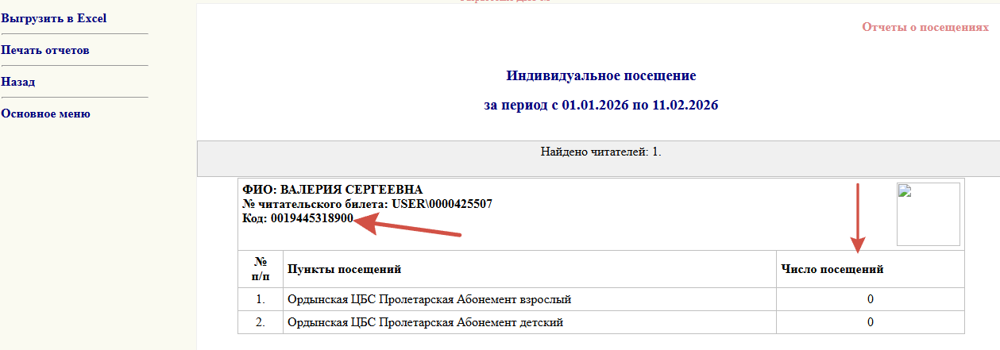 Выгрузить в Excel
Печать отчетов
Назад
Основное меню
Отчеты о посещениях
Индивидуальное посещение
за период с 01.01.2026 по 11.02.2026
Найдено читателей: 1.
ФИО: ВАЛЕРИЯ СЕРГЕЕВНА
№ читательского билета: USER\0000425507
Код: 0019445318900
№ п/п Пункты посещений Число посещений
1. Ордынская ЦБС Пролетарская Абонемент взрослый 0
2. Ордынская ЦБС Пролетарская Абонемент детский 0